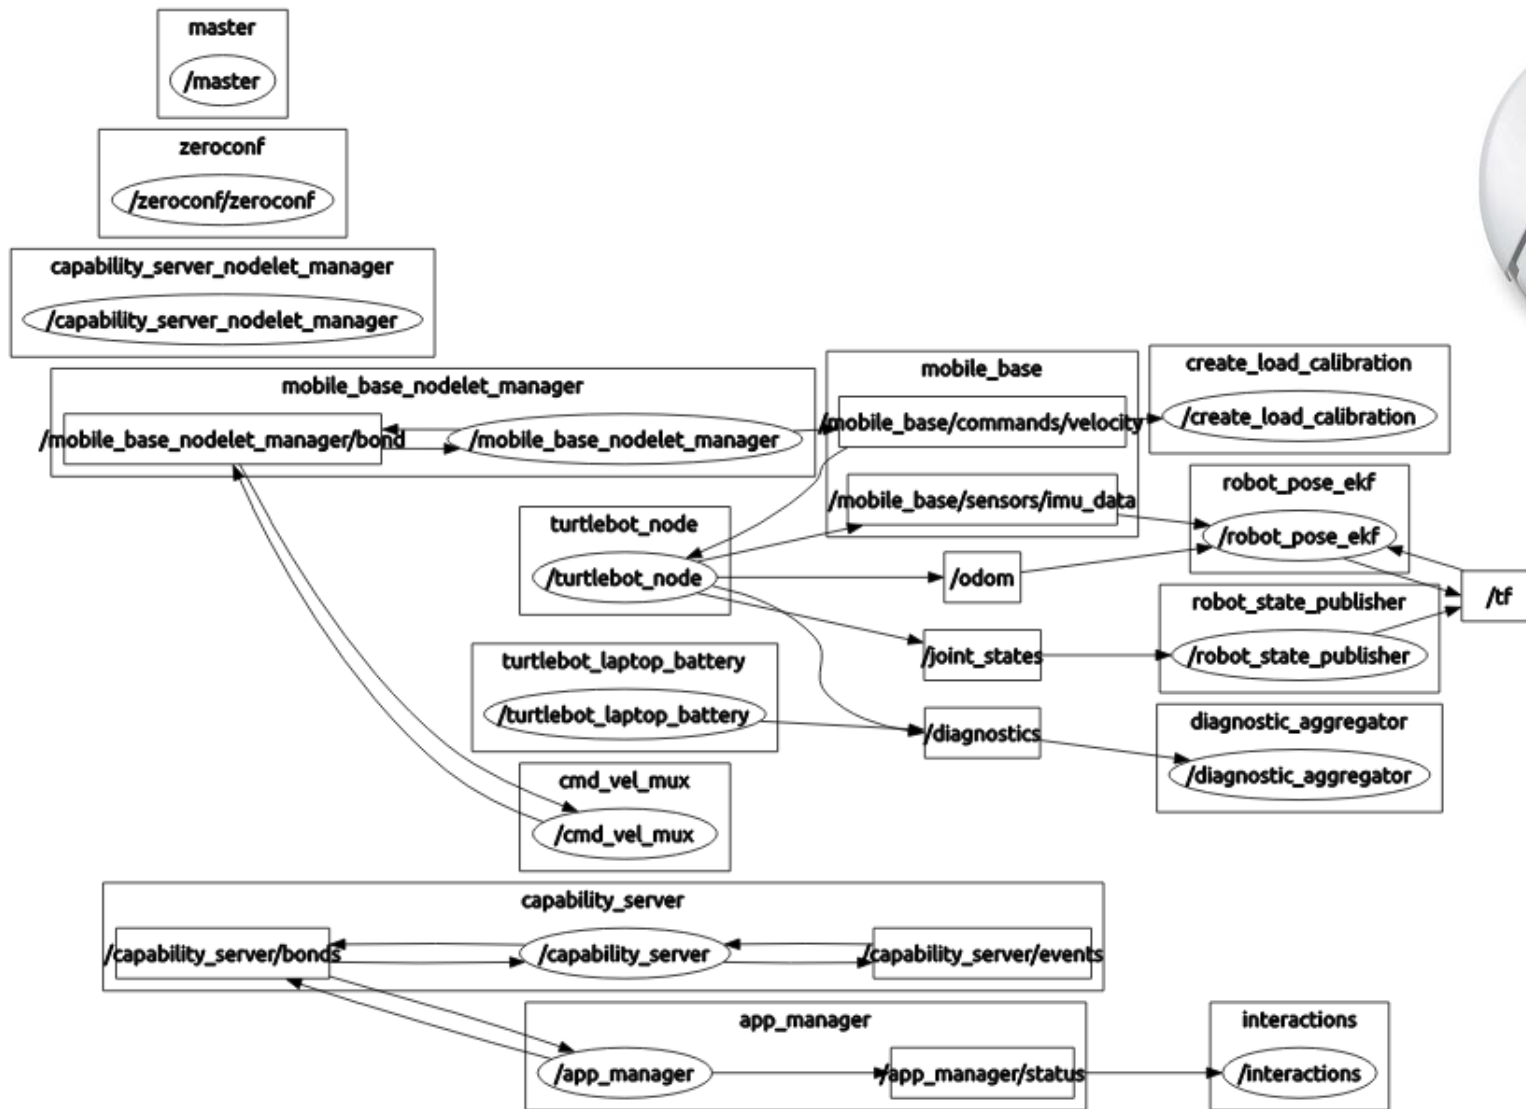 master
/master
zeroconf
/zeroconf/zeroconf
capability_server_nodelet_manager
/capability_server_nodelet_manager
mobile_base_nodelet_manager
/mobile_base_nodelet_manager/bond
/mobile_base_nodelet_manager
mobile_base
/mobile_base/commands/velocity
/mobile_base/sensors/imu_data
create_load_calibration
/create_load_calibration
robot_pose_ekf
/robot_pose_ekf
turtlebot_node
/turtlebot_node
/odom
/tf
robot_state_publisher
/robot_state_publisher
/joint_states
turtlebot_laptop_battery
/turtlebot_laptop_battery
/diagnostics
diagnostic_aggregator
/diagnostic_aggregator
cmd_vel_mux
/cmd_vel_mux
capability_server
/capability_server/bonds
/capability_server
/capability_server/events
app_manager
/app_manager
/app_manager/status
interactions
/interactions